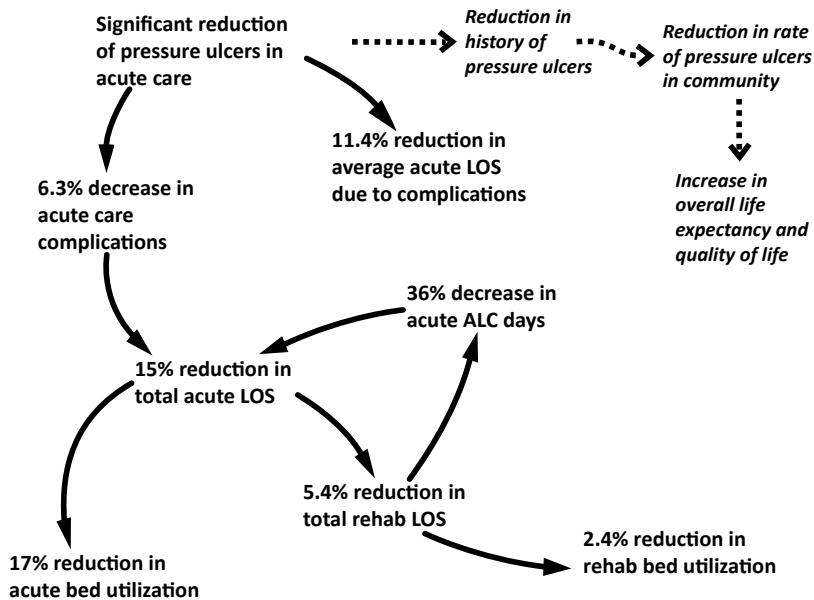 Significant reduction
of pressure ulcers in
acute care
Reduction in
history of
pressure ulcers
Reduction in rate
of pressure ulcers
in community
11.4% reduction in
average acute LOS
due to complications
6.3% decrease in
acute care
complications
Increase in
overall life
expectancy and
quality of life
36% decrease in
acute ALC days
15% reduction in
total acute LOS
5.4% reduction in
total rehab LOS
2.4% reduction in
rehab bed utilization
17% reduction in
acute bed utilization